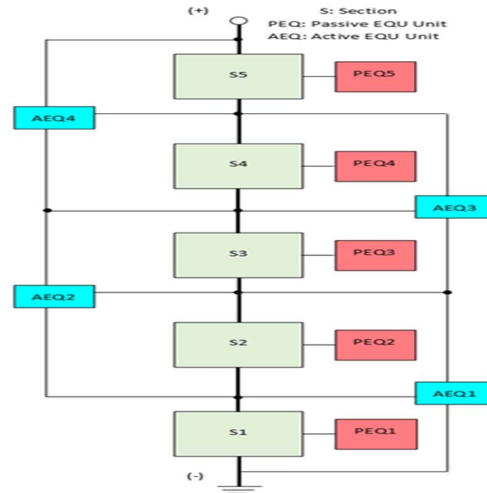 (+)
S: Section
PEQ: Passive EQU Unit
AEQ: Active EQU Unit
S5
PEQ5
AEQ4
S4
PEQ4
AEQ3
S3
PEQ3
AEQ2
S2
PEQ2
AEQ1
S1
PEQ1
(-)